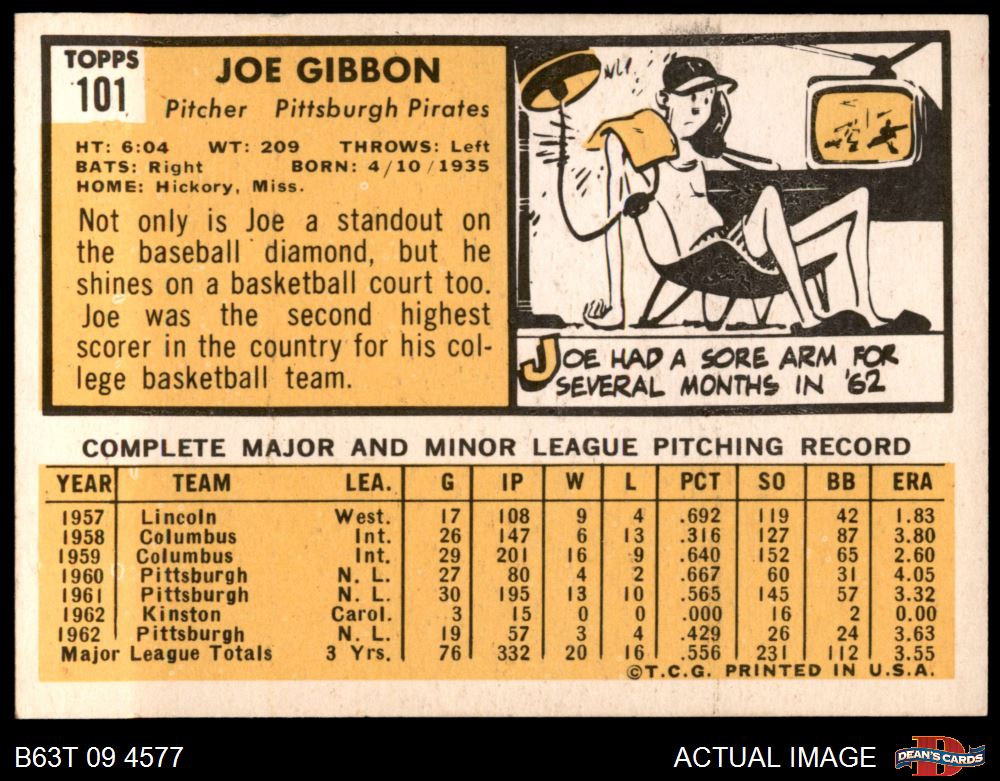 TOPPS
101
JOE GIBBON
Pitcher Pittsburgh Pirates
HT: 6:04 WT: 209 THROWS: Left
BATS: Right BORN: 4/10/1935
HOME: Hickory, Miss.
Not only is Joe a standout on
the baseball diamond, but he
shines on a basketball court too.
Joe was the second highest
scorer in the country for his col-
lege basketball team.
JOE HAD A SORE ARM FOR
SEVERAL MONTHS IN '62
COMPLETE MAJOR AND MINOR LEAGUE PITCHING RECORD
YEAR TEAM LEA. G IP W L PCT SO BB ERA
1957 Lincoln West. 17 108 9 4 .692 119 42 1.83
1958 Columbus Int. 26 147 6 13 .316 127 87 3.80
1959 Columbus Int. 29 201 16 9 .640 152 65 2.60
1960 Pittsburgh N. L. 27 80 4 2 .667 60 31 4.05
1961 Pittsburgh N. L. 30 195 13 10 .565 145 57 3.32
1962 Kinston Carol. 3 15 0 0 .000 16 2 0.00
1962 Pittsburgh N. L. 19 57 3 4 .429 26 24 3.63
Major League Totals 3 Yrs. 76 332 20 16 .556 231 112 3.55
©T.C.G. PRINTED IN U.S.A.
B63T 09 4577
ACTUAL IMAGE
DEAN'S CARDS